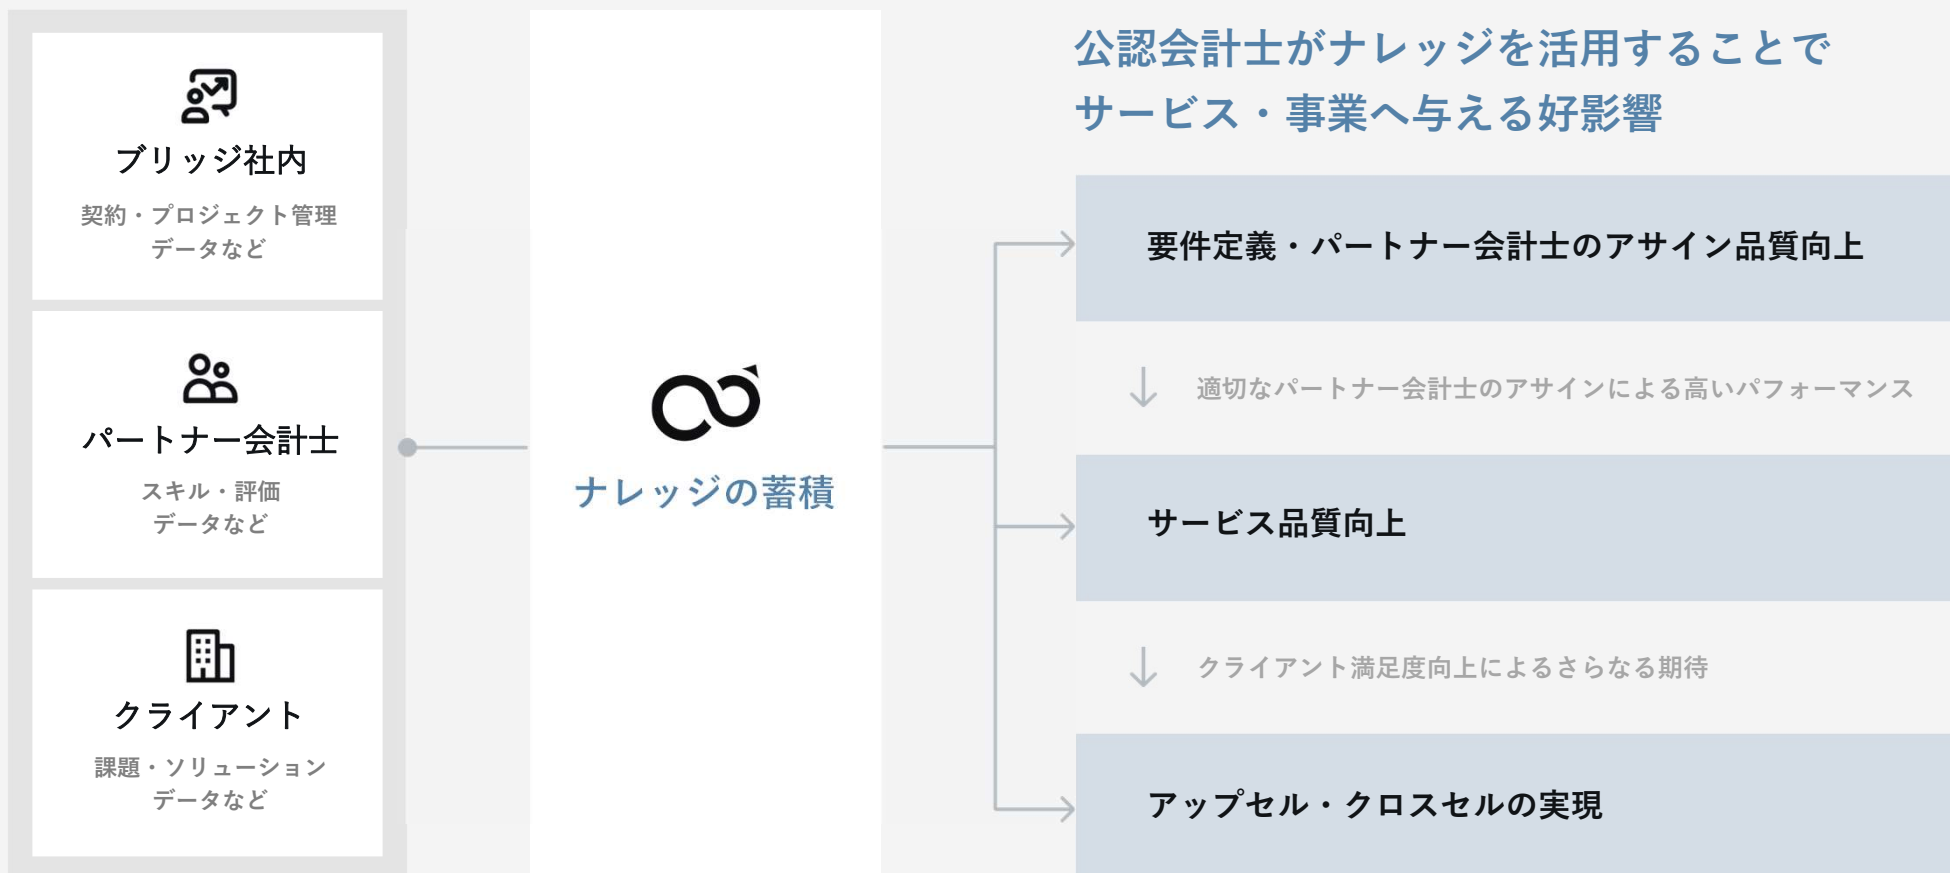 ブリッジ社内
契約・プロジェクト管理
データなど
パートナー会計士
スキル・評価
データなど
クライアント
課題・ソリューション
データなど
ナレッジの蓄積
公認会計士がナレッジを活用することで
サービス・事業へ与える好影響
要件定義・パートナー会計士のアサイン品質向上
適切なパートナー会計士のアサインによる高いパフォーマンス
サービス品質向上
クライアント満足度向上によるさらなる期待
アップセル・クロスセルの実現